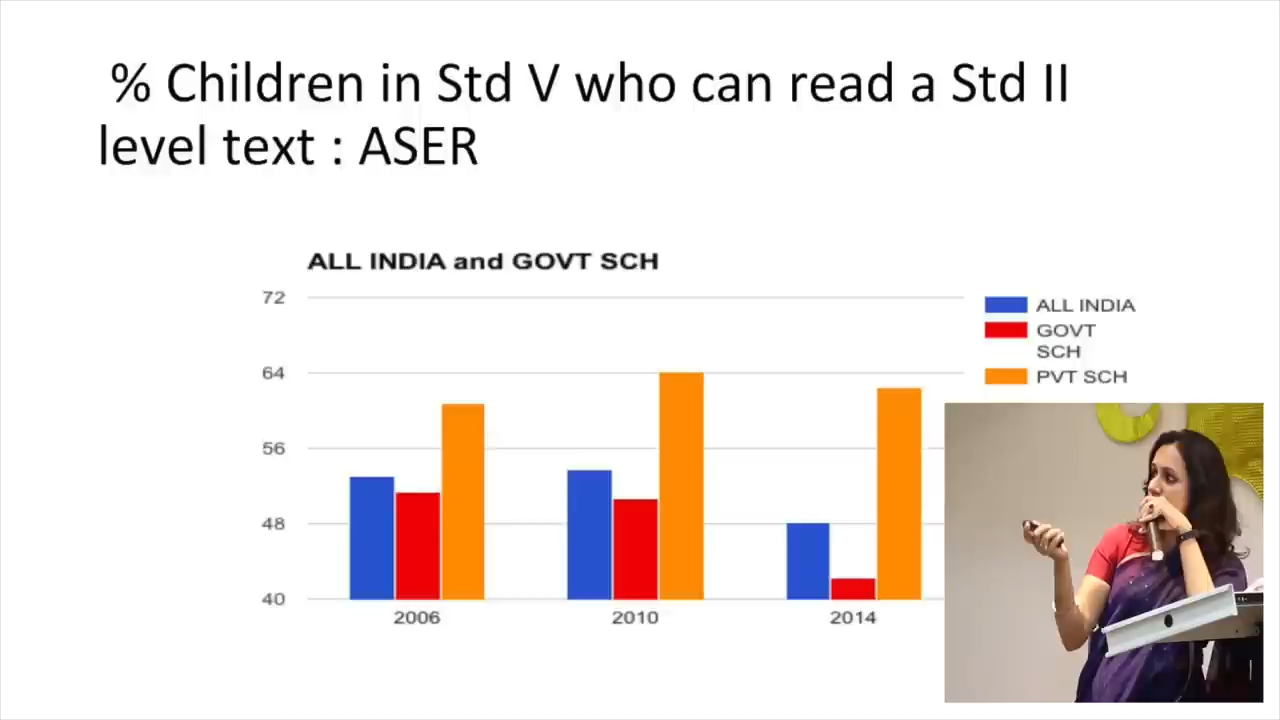 % Children in Std V who can read a Std II
level text : ASER
ALL INDIA and GOVT SCH
72
64
56
48
40
2006
2010
2014
ALL INDIA
GOVT
SCH
PVT SCH